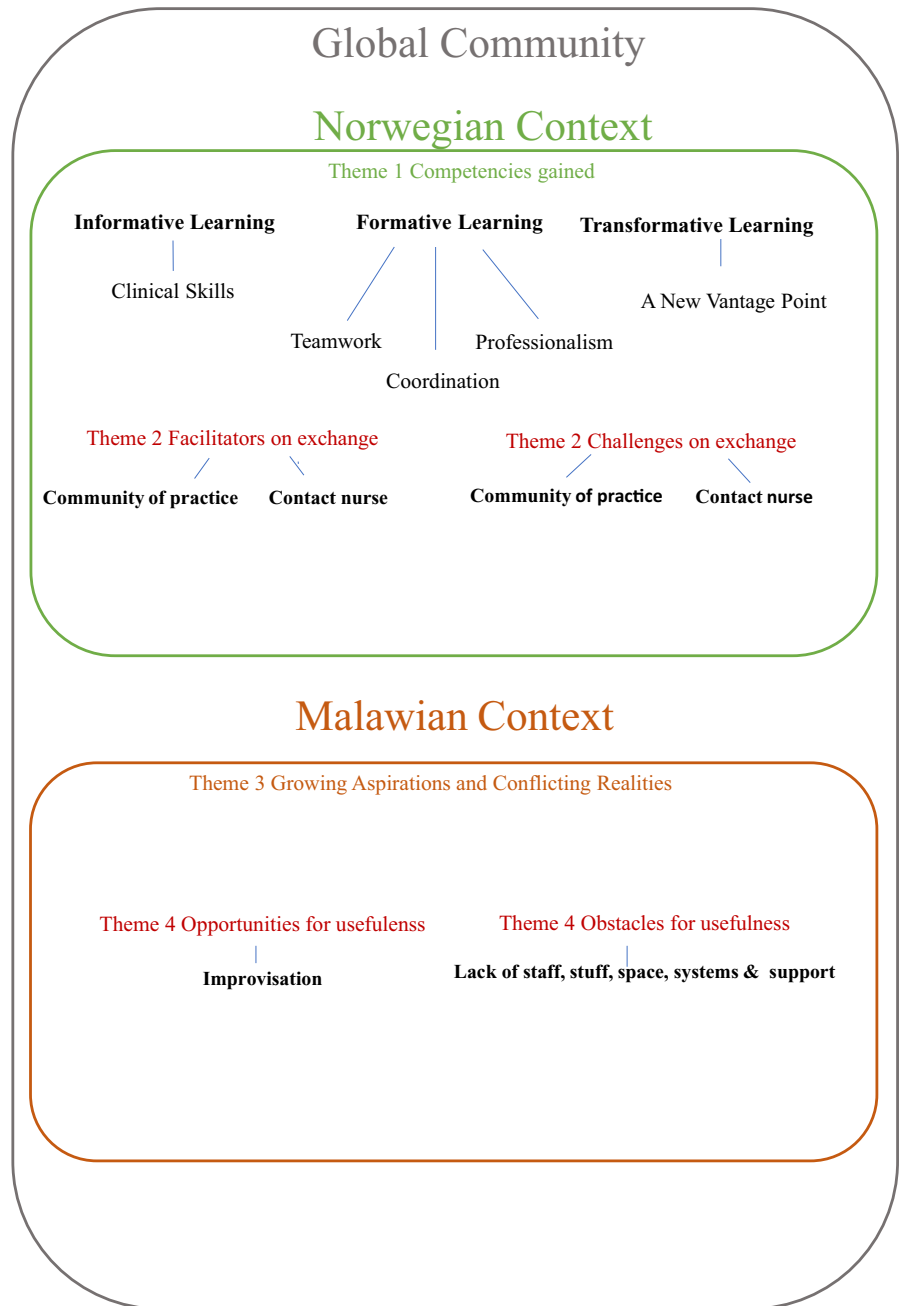 Global Community
Norwegian Context
Theme 1 Competencies gained
Informative Learning
Formative Learning
Transformative Learning
Clinical Skills
A New Vantage Point
Teamwork
Professionalism
Coordination
Theme 2 Facilitators on exchange
Theme 2 Challenges on exchange
Community of practice
Contact nurse
Community of practice
Contact nurse
Malawian Context
Theme 3 Growing Aspirations and Conflicting Realities
Theme 4 Opportunities for usefulenss
Theme 4 Obstacles for usefulness
Improvisation
Lack of staff, stuff, space, systems & support